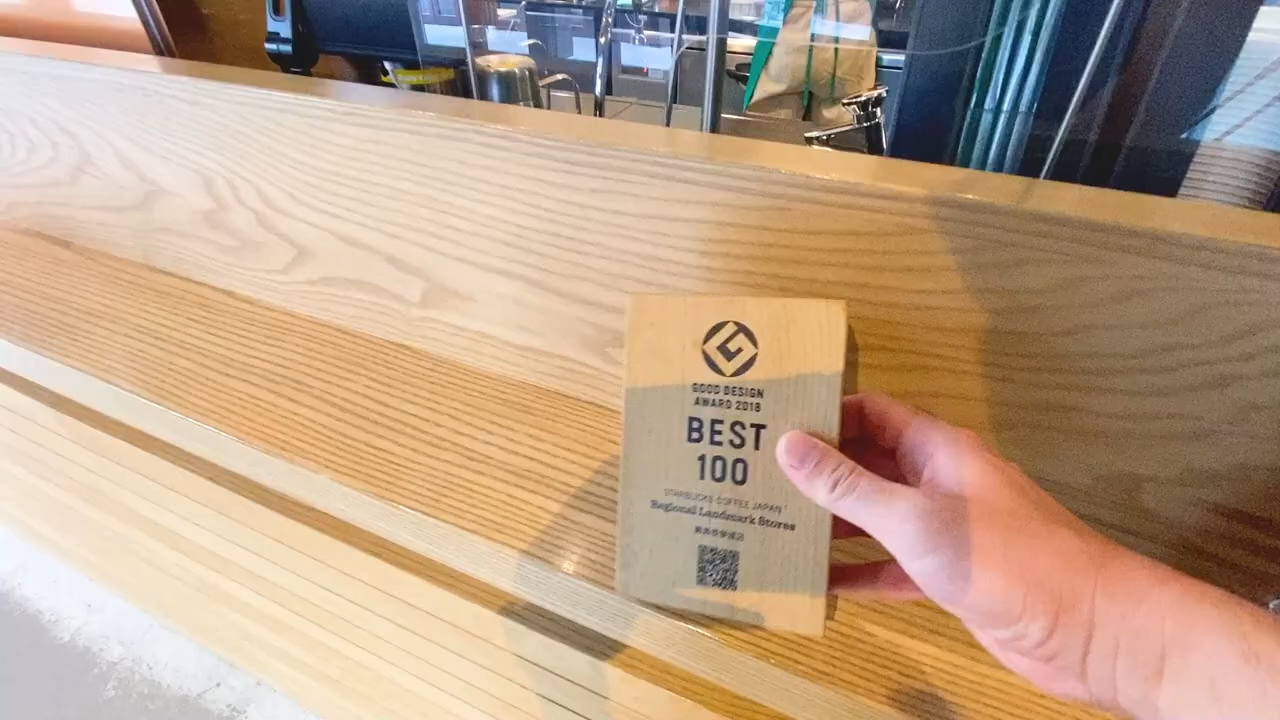 GOOD DESIGN
AWARD 2018
BEST
100
STARBUCKS COFFEE JAPAN
Regional Landmark Stores